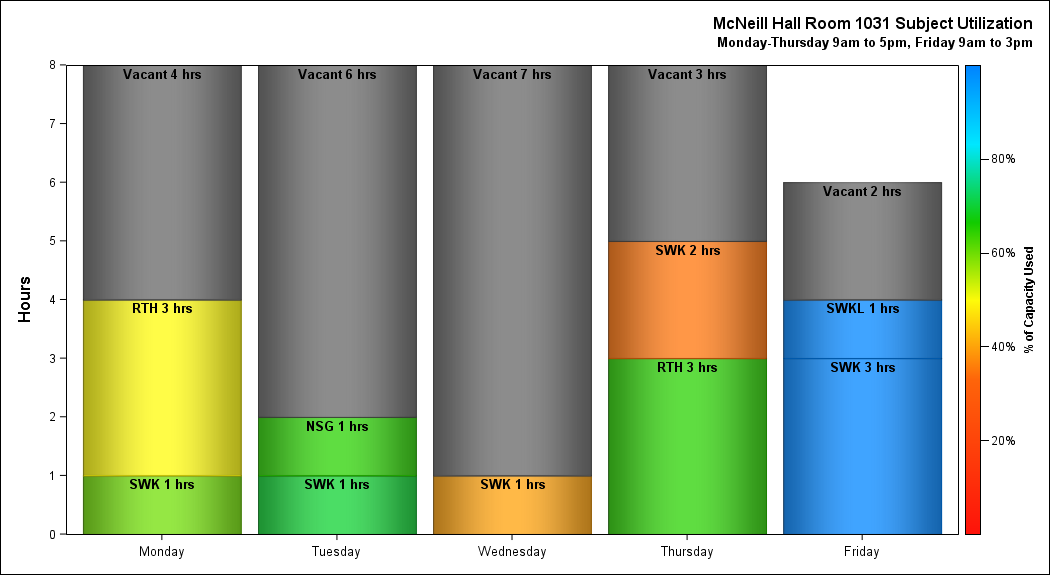 McNeill Hall Room 1031 Subject Utilization
Monday-Thursday 9am to 5pm, Friday 9am to 3pm
Hours
8
7
6
5
4
3
2
1
0
Vacant 4 hrs
RTH 3 hrs
SWK 1 hrs
Vacant 6 hrs
NSG 1 hrs
SWK 1 hrs
Vacant 7 hrs
SWK 1 hrs
Vacant 3 hrs
SWK 2 hrs
RTH 3 hrs
Vacant 2 hrs
SWKL 1 hrs
SWK 3 hrs
Monday
Tuesday
Wednesday
Thursday
Friday
80%
60%
40%
20%
% of Capacity Used